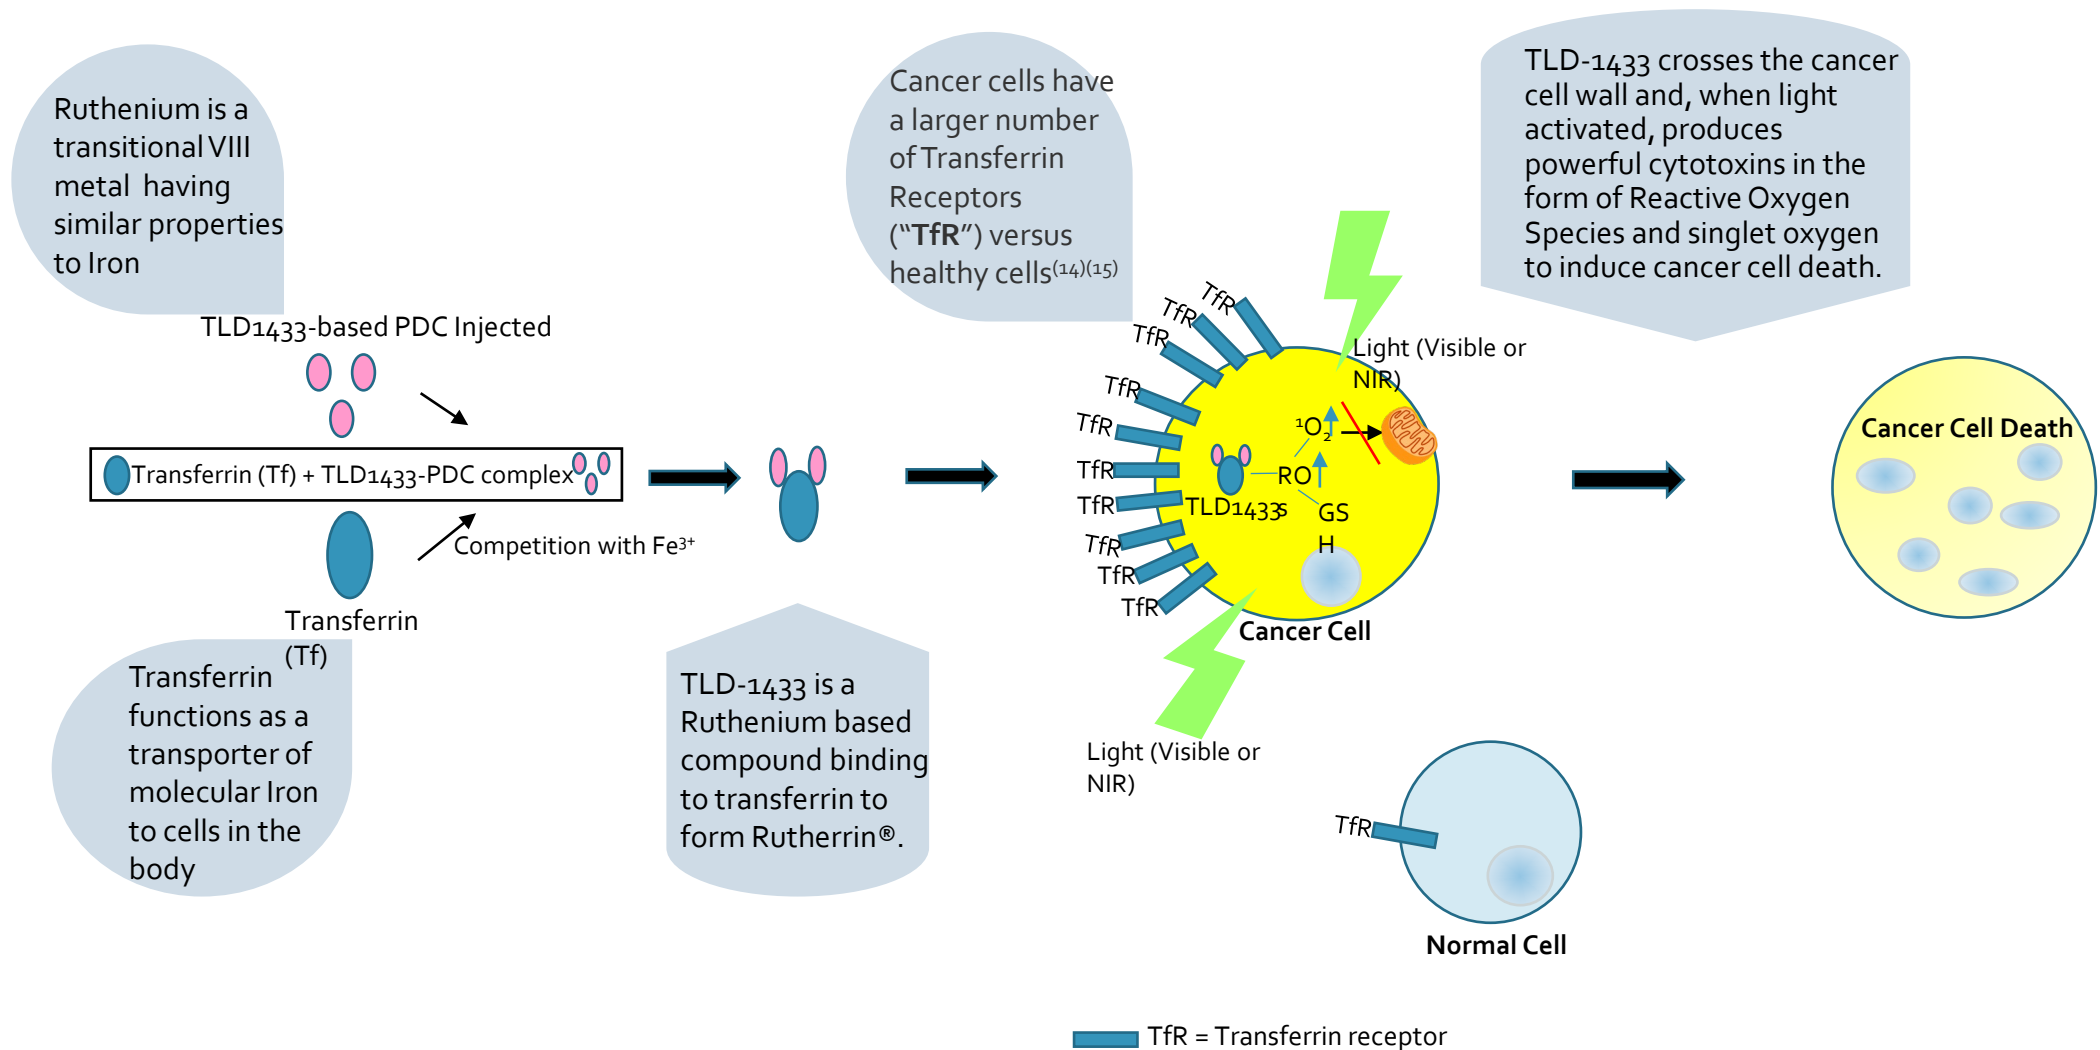 Ruthenium is a
transitional VIII
metal having
similar properties
to Iron
TLD1433-based PDC Injected
Transferrin (Tf) + TLD1433-PDC complex
Competition with Fe³⁺
Transferrin
(Tf)
Transferrin
functions as a
transporter of
molecular Iron
to cells in the
body
TLD-1433 is a
Ruthenium based
compound binding
to transferrin to
form Rutherrin®.
Cancer cells have
a larger number
of Transferrin
Receptors
(“TfR”) versus
healthy cells⁽¹⁴⁾⁽¹⁵⁾
TfR
TfR
TfR
TfR
TfR
TfR
TfR
TfR
TfR
TfR
Light (Visible or
NIR)
¹O₂
RO
s
TLD1433
GS
H
Cancer Cell
Light (Visible or
NIR)
TLD-1433 crosses the cancer
cell wall and, when light
activated, produces
powerful cytotoxins in the
form of Reactive Oxygen
Species and singlet oxygen
to induce cancer cell death.
Cancer Cell Death
TfR
Normal Cell
TfR = Transferrin receptor